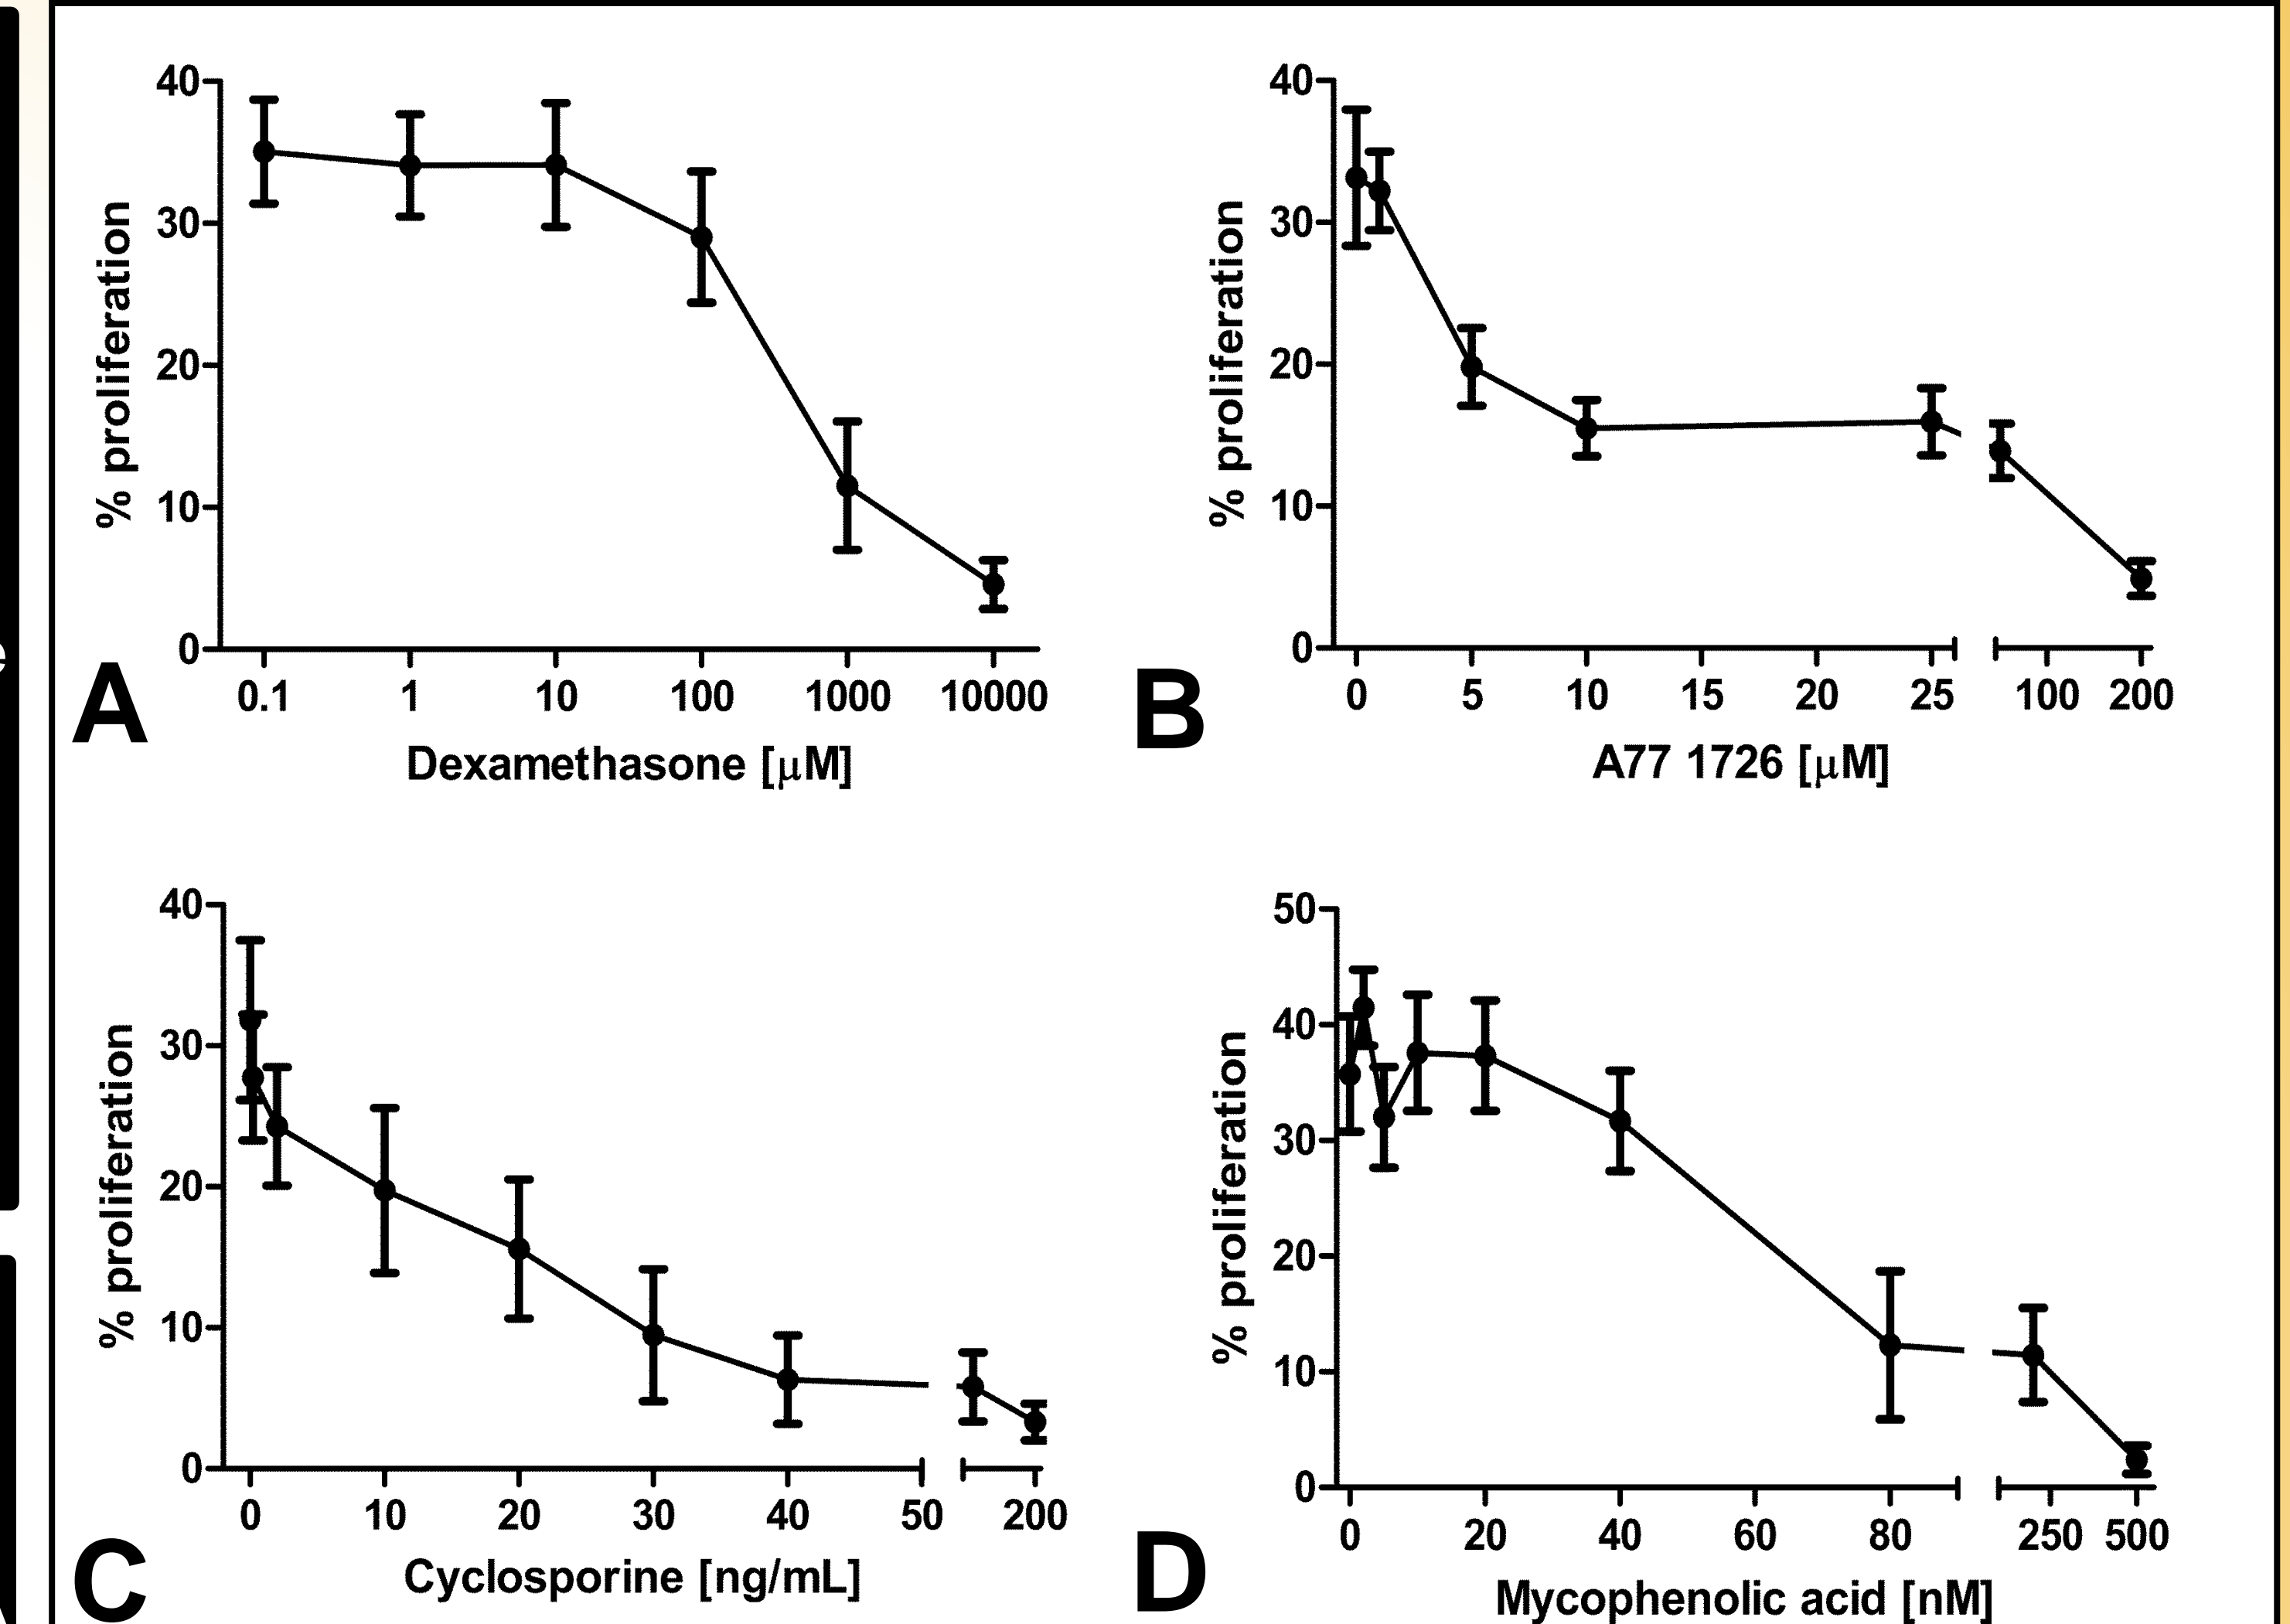 40
30
20
10
0
% proliferation
0.1 1 10 100 1000 10000
Dexamethasone [μM]
A
40
30
20
10
0
% proliferation
0 5 10 15 20 25 100 200
A77 1726 [μM]
B
40
30
20
10
0
% proliferation
0 10 20 30 40 50 200
Cyclosporine [ng/mL]
C
50
40
30
20
10
0
% proliferation
0 20 40 60 80 250 500
Mycophenolic acid [nM]
D